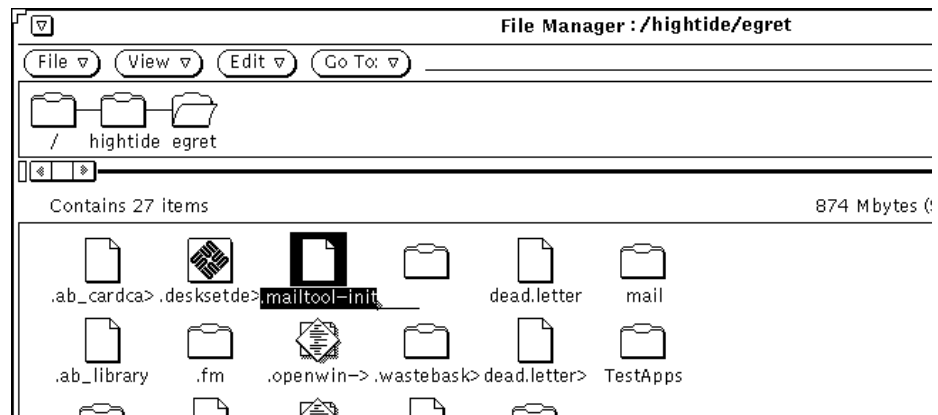 File Manager : /hightide/egret
File View Edit Go To:
/ hightide egret
Contains 27 items 874 Mbytes (
.ab_cardca> .desksetde> .mailtool-init dead.letter mail
.ab_library .fm .openwin-> .wastebask> dead.letter> TestApps